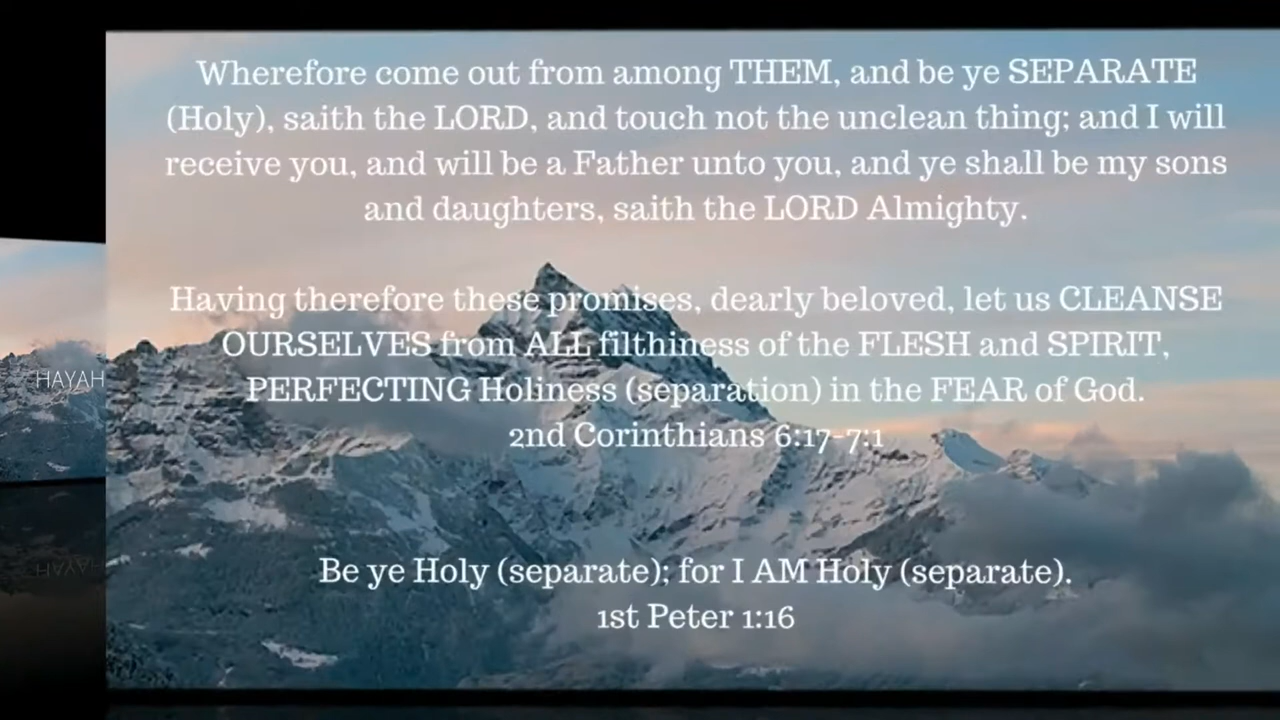 Wherefore come out from among THEM, and be ye SEPARATE
(Holy), saith the LORD, and touch not the unclean thing; and I will
receive you, and will be a Father unto you, and ye shall be my sons
and daughters, saith the LORD Almighty.
Having therefore these promises, dearly beloved, let us CLEANSE
OURSELVES from ALL filthiness of the FLESH and SPIRIT,
PERFECTING Holiness (separation) in the FEAR of God.
2nd Corinthians 6:17-7:1
Be ye Holy (separate); for I AM Holy (separate).
1st Peter 1:16
HAYAH
HAYAH